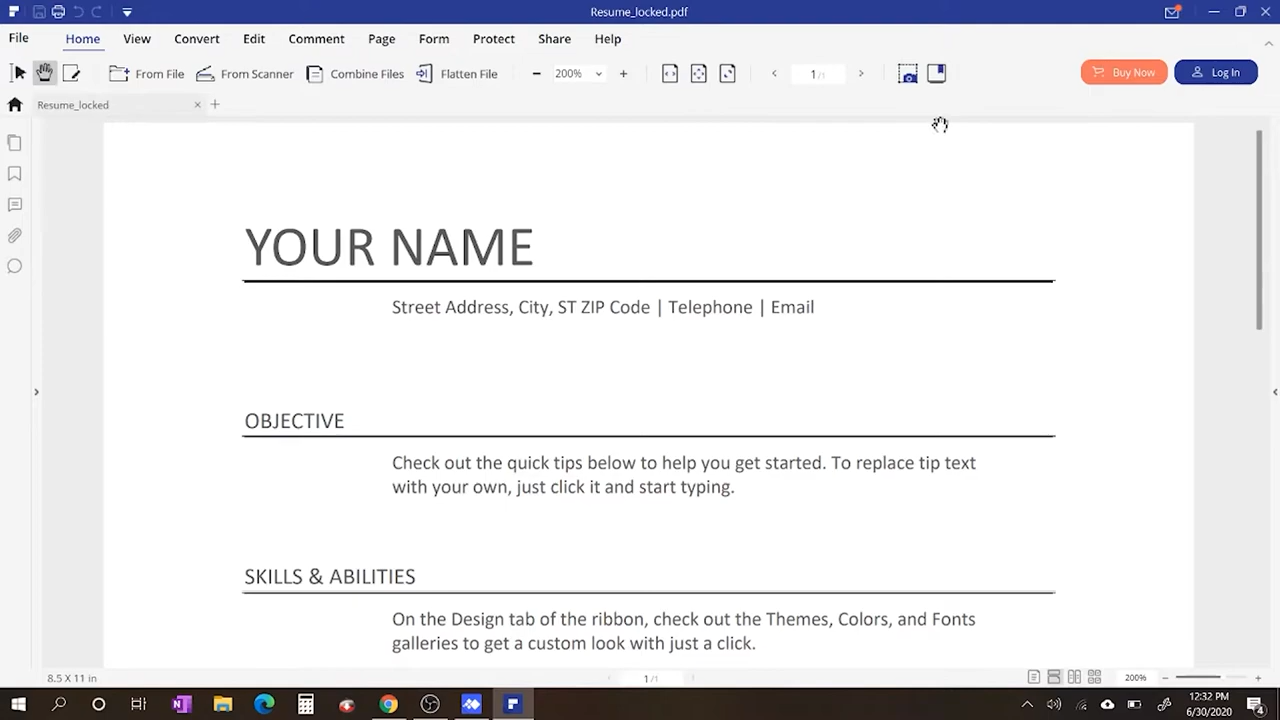 Resume_locked.pdf
File Home View Convert Edit Comment Page Form Protect Share Help
From File From Scanner Combine Files Flatten File 200% 1/1 Buy Now Log In
Resume_locked
YOUR NAME
Street Address, City, ST ZIP Code | Telephone | Email
OBJECTIVE
Check out the quick tips below to help you get started. To replace tip text
with your own, just click it and start typing.
SKILLS & ABILITIES
On the Design tab of the ribbon, check out the Themes, Colors, and Fonts
galleries to get a custom look with just a click.
8.5 X 11 in 1/1 200%
12:32 PM
6/30/2020
4